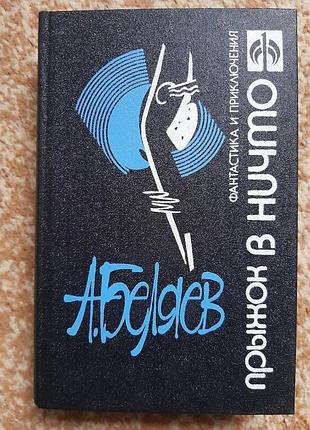 А.Беляев
прыжок в ничто
фантастика и приключения